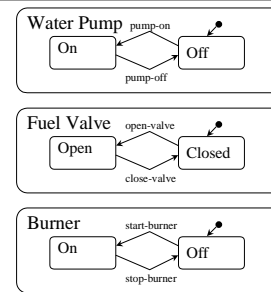 Water Pump
pump-on
On
Off
pump-off
Fuel Valve
open-valve
Open
Closed
close-valve
Burner
start-burner
On
Off
stop-burner